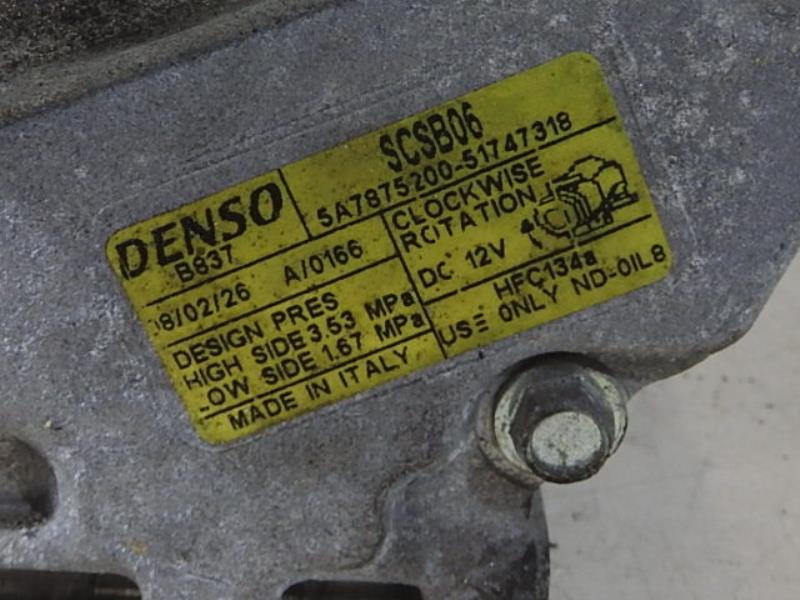 DENSO
B837
SCSB06
5A7875200-51747318
08/02/26 A/0166
CLOCKWISE
ROTATION
DC 12V
DESIGN PRES
HIGH SIDE 3.53 MPa
LOW SIDE 1.67 MPa
MADE IN ITALY
HFC134a
USE ONLY ND-OIL8